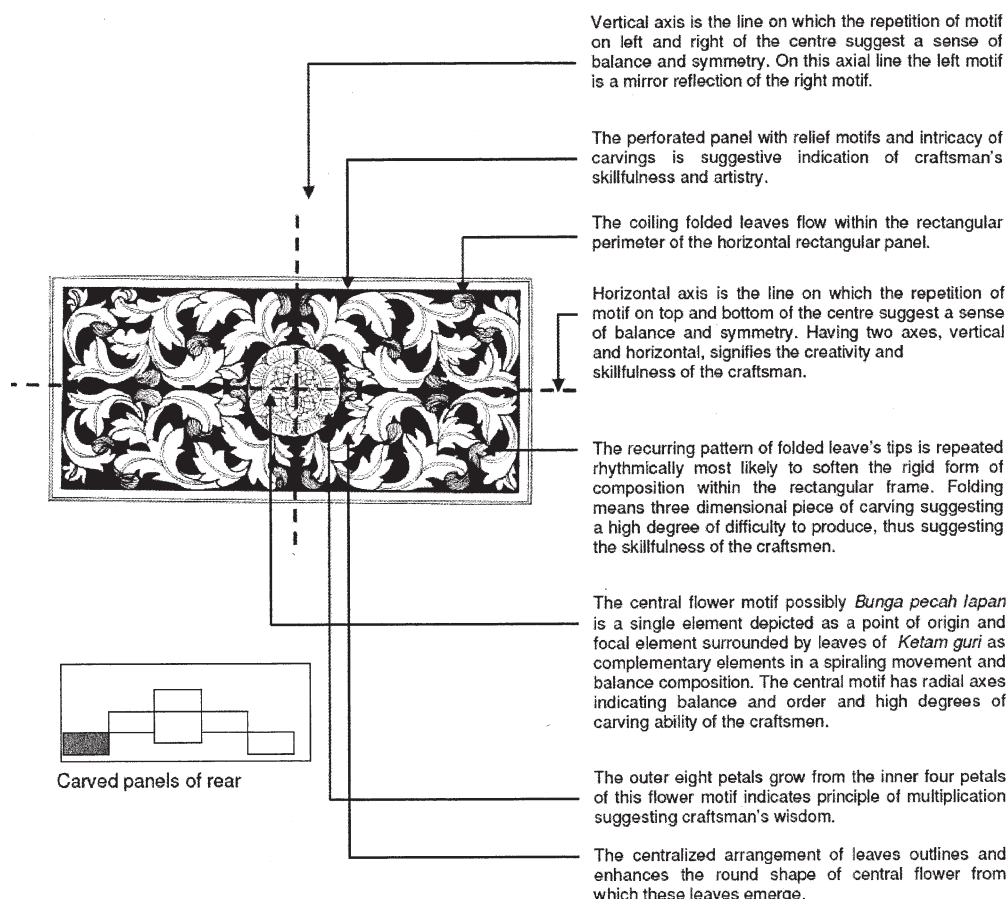 Vertical axis is the line on which the repetition of motif
on left and right of the centre suggest a sense of
balance and symmetry. On this axial line the left motif
is a mirror reflection of the right motif.
The perforated panel with relief motifs and intricacy of
carvings is suggestive indication of craftsman's
skillfulness and artistry.
The coiling folded leaves flow within the rectangular
perimeter of the horizontal rectangular panel.
Horizontal axis is the line on which the repetition of
motif on top and bottom of the centre suggest a sense
of balance and symmetry. Having two axes, vertical
and horizontal, signifies the creativity and
skillfulness of the craftsman.
The recurring pattern of folded leave's tips is repeated
rhythmically most likely to soften the rigid form of
composition within the rectangular frame. Folding
means three dimensional piece of carving suggesting
a high degree of difficulty to produce, thus suggesting
the skillfulness of the craftsmen.
The central flower motif possibly Bunga pecah lapan
is a single element depicted as a point of origin and
focal element surrounded by leaves of Ketam guri as
complementary elements in a spiraling movement and
balance composition. The central motif has radial axes
indicating balance and order and high degrees of
carving ability of the craftsmen.
Carved panels of rear
The outer eight petals grow from the inner four petals
of this flower motif indicates principle of multiplication
suggesting craftsman's wisdom.
The centralized arrangement of leaves outlines and
enhances the round shape of central flower from
which these leaves emerge.